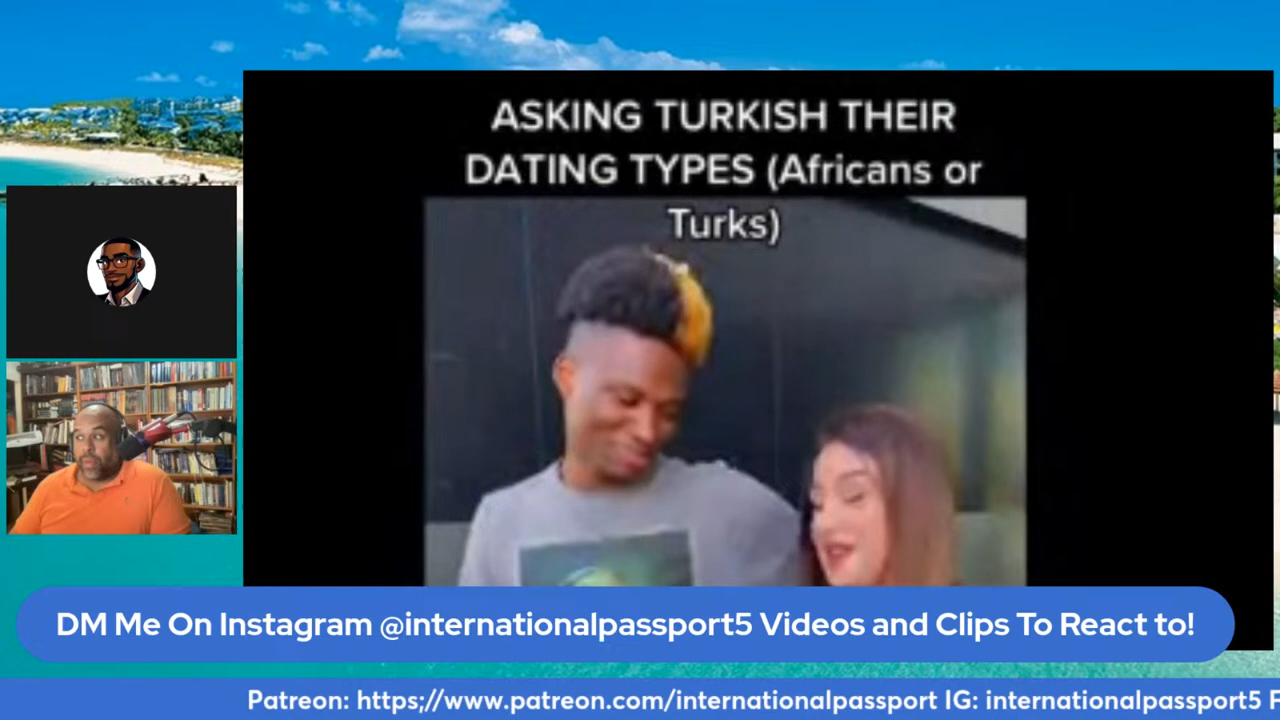 ASKING TURKISH THEIR
DATING TYPES (Africans or
Turks)
DM Me On Instagram @internationalpassport5 Videos and Clips To React to!
Patreon: https;//www.patreon.com/internationalpassport IG: internationalpassport5 F